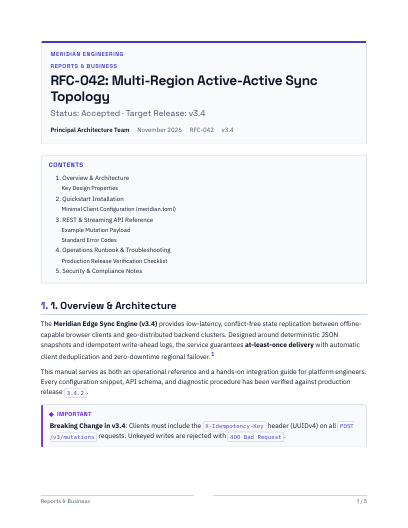 MERIDIAN ENGINEERING
REPORTS & BUSINESS
RFC-042: Multi-Region Active-Active Sync
Topology
Status: Accepted · Target Release: v3.4
Principal Architecture Team November 2026 RFC-042 v3.4
CONTENTS
1. Overview & Architecture
Key Design Properties
2. Quickstart Installation
Minimal Client Configuration (meridian.toml)
3. REST & Streaming API Reference
Example Mutation Payload
Standard Error Codes
4. Operations Runbook & Troubleshooting
Production Release Verification Checklist
5. Security & Compliance Notes
1. 1. Overview & Architecture
The Meridian Edge Sync Engine (v3.4) provides low-latency, conflict-free state replication between offline-
capable browser clients and geo-distributed backend clusters. Designed around deterministic JSON
snapshots and idempotent write-ahead logs, the service guarantees at-least-once delivery with automatic
client deduplication and zero-downtime regional failover.1
This manual serves as both an operational reference and a hands-on integration guide for platform engineers.
Every configuration snippet, API schema, and diagnostic procedure has been verified against production
release 3.4.2.
◆ IMPORTANT
Breaking Change in v3.4: Clients must include the X-Idempotency-Key header (UUIDv4) on all POST
/v3/mutations requests. Unkeyed writes are rejected with 400 Bad Request.
Reports & Business
1 / 5